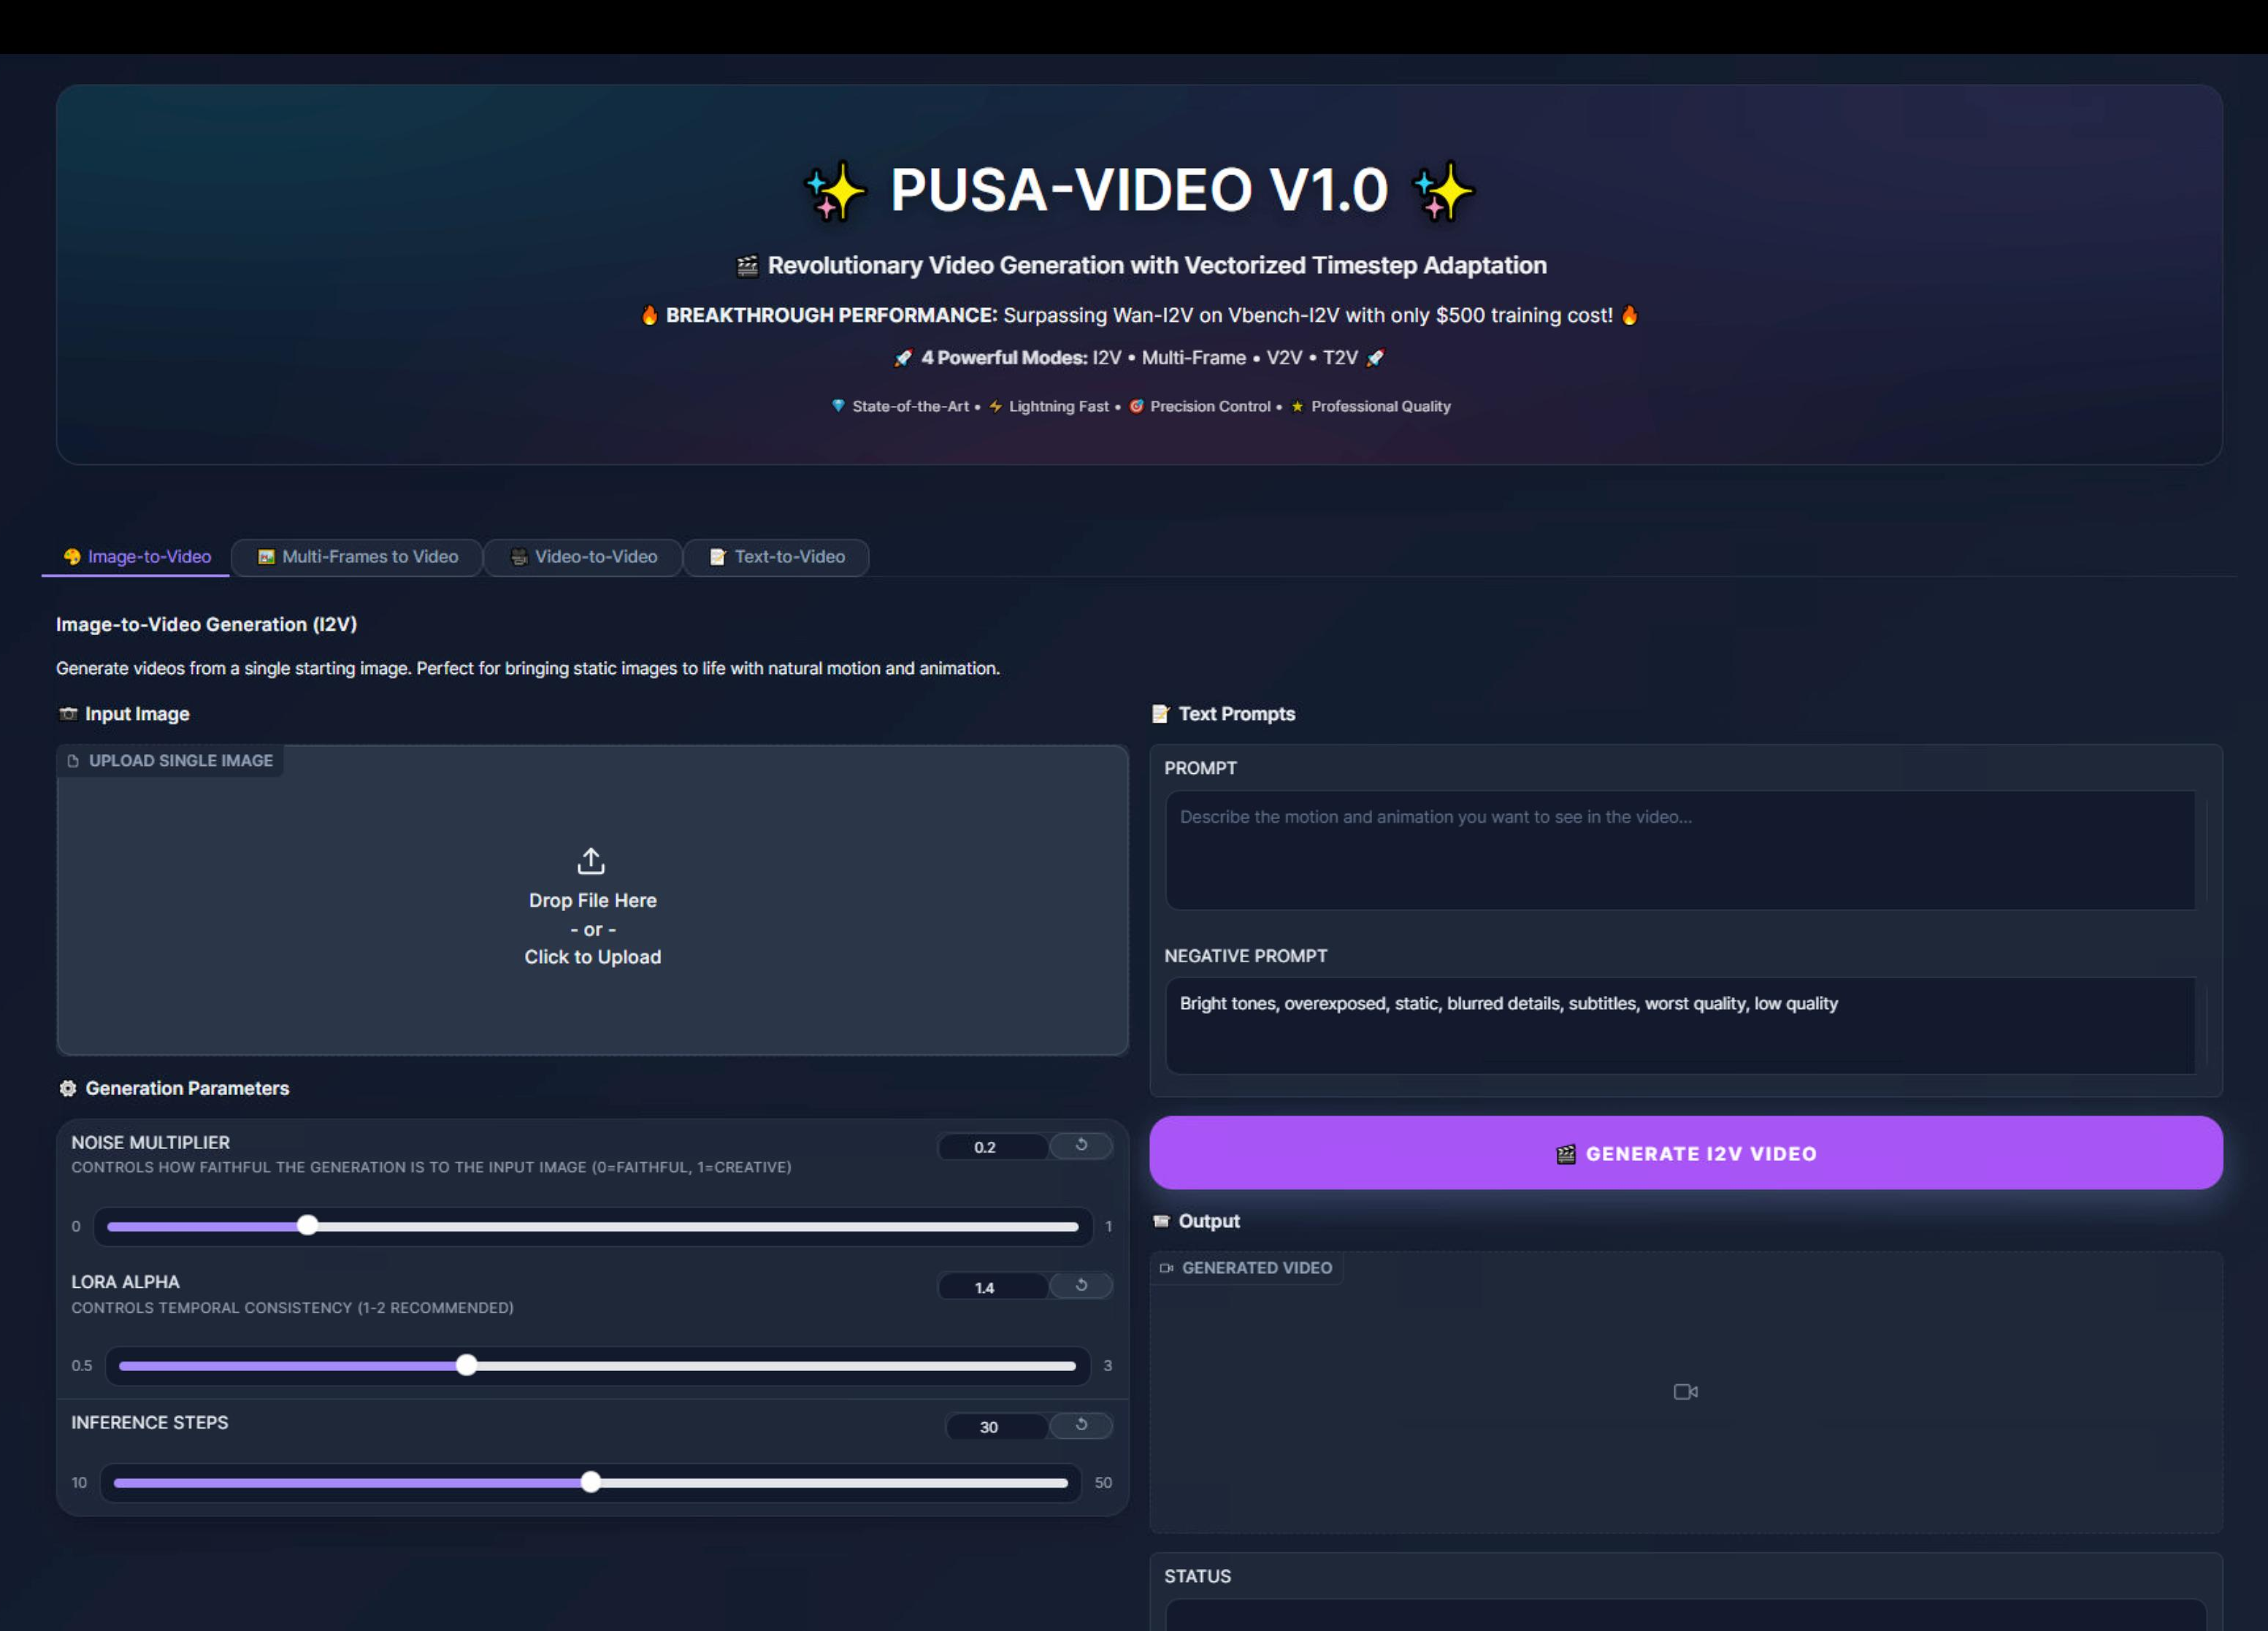 ✨ PUSA-VIDEO V1.0 ✨
🎬 Revolutionary Video Generation with Vectorized Timestep Adaptation
🔥 BREAKTHROUGH PERFORMANCE: Surpassing Wan-I2V on Vbench-I2V with only $500 training cost! 🔥
🚀 4 Powerful Modes: I2V • Multi-Frame • V2V • T2V 🚀
💎 State-of-the-Art • ⚡ Lightning Fast • 🎯 Precision Control • ⭐ Professional Quality
🎨 Image-to-Video
🖼️ Multi-Frames to Video
🎥 Video-to-Video
📝 Text-to-Video
Image-to-Video Generation (I2V)
Generate videos from a single starting image. Perfect for bringing static images to life with natural motion and animation.
📷 Input Image
UPLOAD SINGLE IMAGE
Drop File Here
- or -
Click to Upload
⚙️ Generation Parameters
NOISE MULTIPLIER
CONTROLS HOW FAITHFUL THE GENERATION IS TO THE INPUT IMAGE (0=FAITHFUL, 1=CREATIVE)
0.2
0
1
LORA ALPHA
CONTROLS TEMPORAL CONSISTENCY (1-2 RECOMMENDED)
1.4
0.5
3
INFERENCE STEPS
30
10
50
📝 Text Prompts
PROMPT
Describe the motion and animation you want to see in the video...
NEGATIVE PROMPT
Bright tones, overexposed, static, blurred details, subtitles, worst quality, low quality
🎬 GENERATE I2V VIDEO
Output
GENERATED VIDEO
STATUS